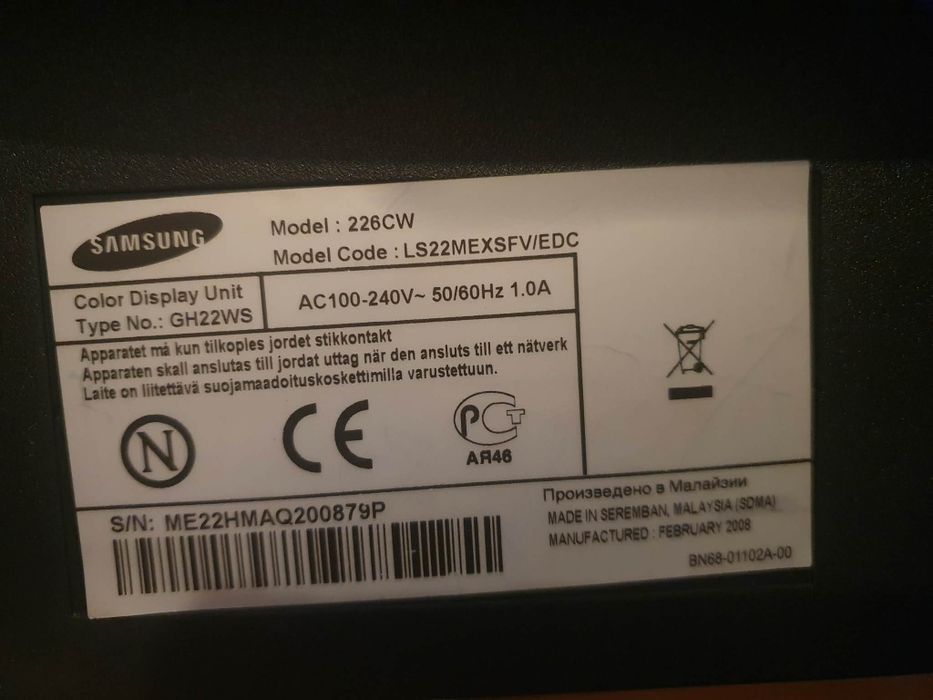 SAMSUNG
Model : 226CW
Model Code : LS22MEXSFV/EDC
Color Display Unit
Type No.: GH22WS
AC100-240V~ 50/60Hz 1.0A
Apparatet må kun tilkoples jordet stikkontakt
Apparaten skall anslutas till jordat uttag när den ansluts till ett nätverk
Laite on liitettävä suojamaadoituskoskettimilla varustettuun.
N
CE
РСТ
АЯ46
S/N: ME22HMAQ200879P
Произведено в Малайзии
MADE IN SEREMBAN, MALAYSIA (SDMA)
MANUFACTURED : FEBRUARY 2008
BN68-01102A-00